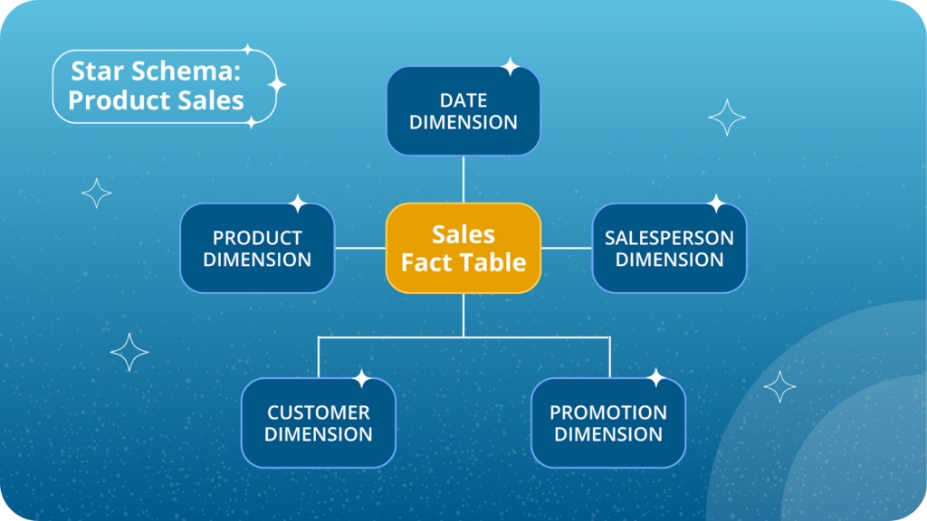 Star Schema:
Product Sales
DATE
DIMENSION
PRODUCT
DIMENSION
Sales
Fact Table
SALESPERSON
DIMENSION
CUSTOMER
DIMENSION
PROMOTION
DIMENSION